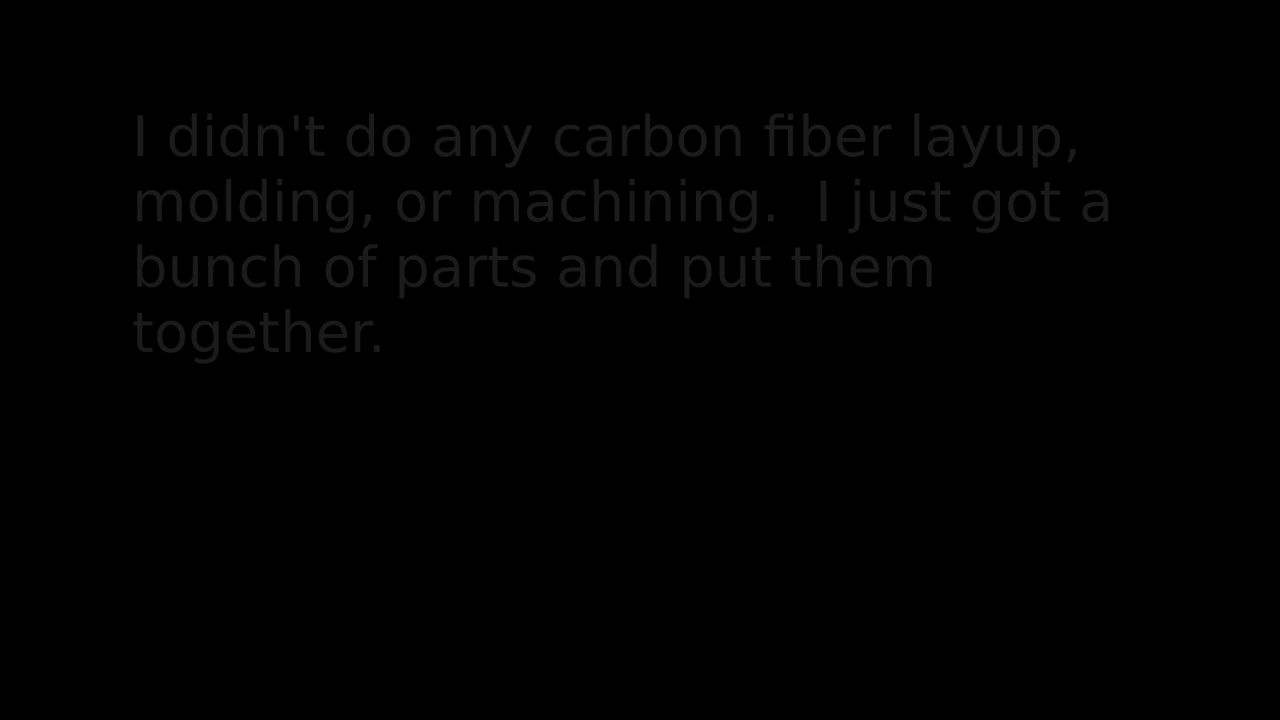 I didn't do any carbon fiber layup,
molding, or machining.  I just got a
bunch of parts and put them
together.